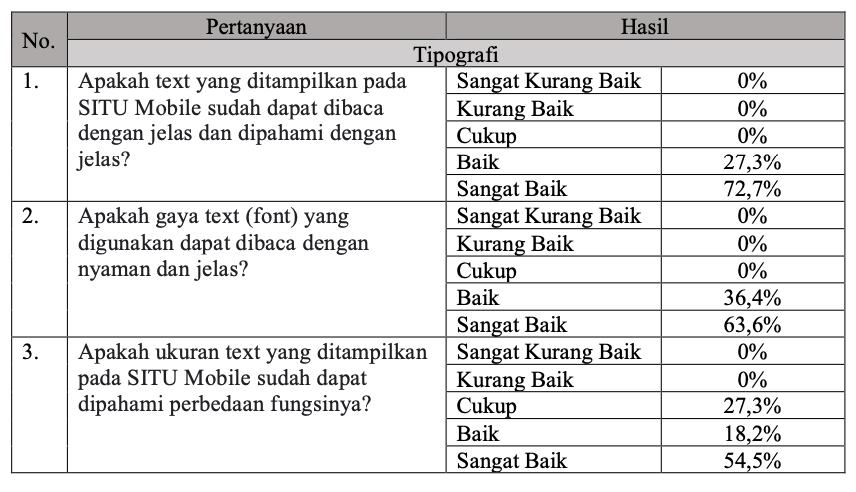 No. Pertanyaan Hasil
Tipografi
1. Apakah text yang ditampilkan pada Sangat Kurang Baik 0%
SITU Mobile sudah dapat dibaca Kurang Baik 0%
dengan jelas dan dipahami dengan Cukup 0%
jelas? Baik 27,3%
Sangat Baik 72,7%
2. Apakah gaya text (font) yang Sangat Kurang Baik 0%
digunakan dapat dibaca dengan Kurang Baik 0%
nyaman dan jelas? Cukup 0%
Baik 36,4%
Sangat Baik 63,6%
3. Apakah ukuran text yang ditampilkan Sangat Kurang Baik 0%
pada SITU Mobile sudah dapat Kurang Baik 0%
dipahami perbedaan fungsinya? Cukup 27,3%
Baik 18,2%
Sangat Baik 54,5%